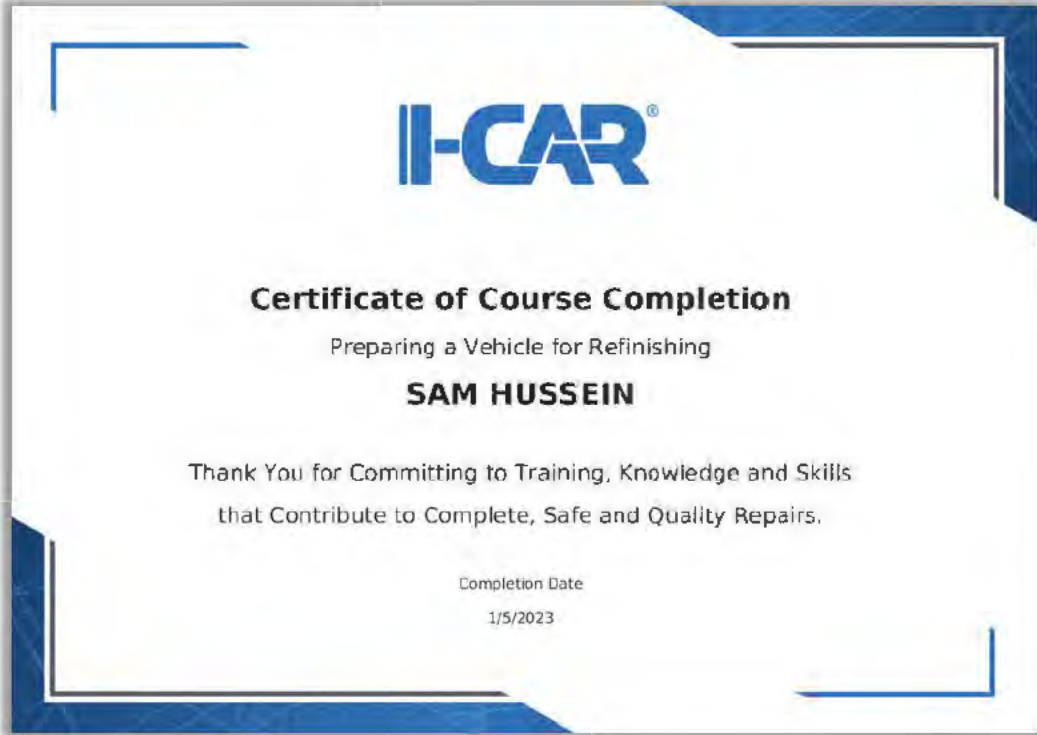 I-CAR®
Certificate of Course Completion
Preparing a Vehicle for Refinishing
SAM HUSSEIN
Thank You for Committing to Training, Knowledge and Skills
that Contribute to Complete, Safe and Quality Repairs.
Completion Date
1/5/2023